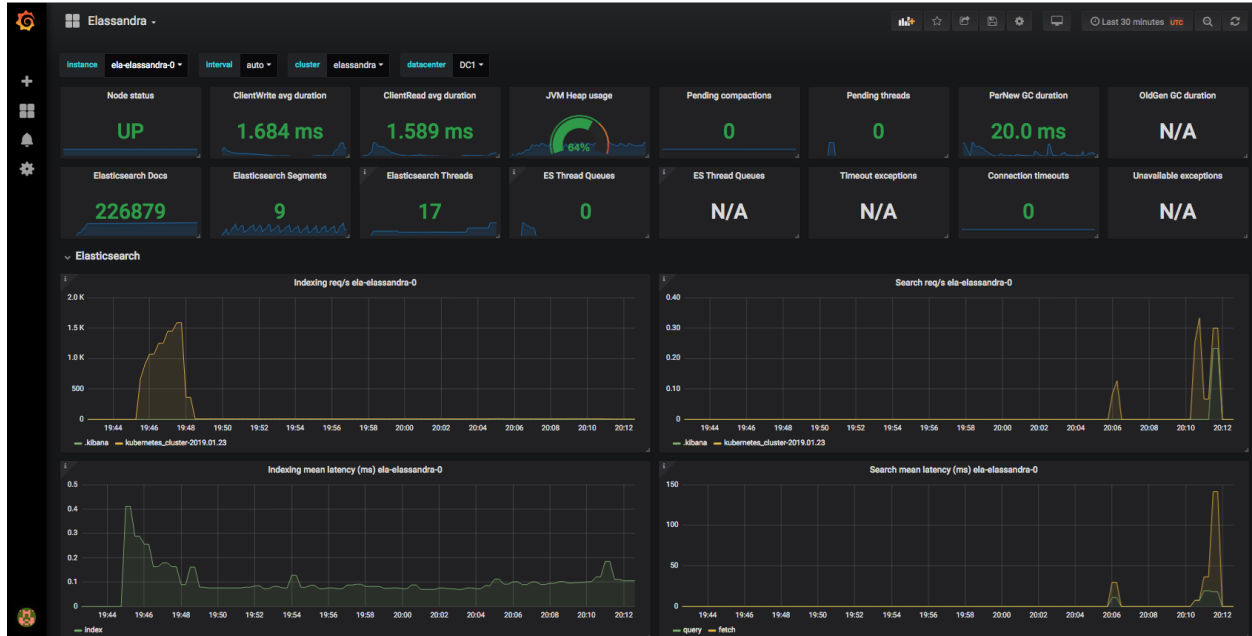 Elassandra
Last 30 minutes UTC
instance ela-elassandra-0 interval auto cluster elassandra datacenter DC1
Node status ClientWrite avg duration ClientRead avg duration JVM Heap usage Pending compactions Pending threads ParNew GC duration OldGen GC duration
UP 1.684 ms 1.589 ms 64% 0 0 20.0 ms N/A
Elasticsearch Docs Elasticsearch Segments Elasticsearch Threads ES Thread Queues ES Thread Queues Timeout exceptions Connection timeouts Unavailable exceptions
226879 9 17 0 N/A N/A 0 N/A
Elasticsearch
Indexing req/s ela-elassandra-0
2.0 K
1.5 K
1.0 K
500
0
19:44 19:46 19:48 19:50 19:52 19:54 19:56 19:58 20:00 20:02 20:04 20:06 20:08 20:10 20:12
.kibana kubernetes_cluster-2019.01.23
Search req/s ela-elassandra-0
0.40
0.30
0.20
0.10
0
19:44 19:46 19:48 19:50 19:52 19:54 19:56 19:58 20:00 20:02 20:04 20:06 20:08 20:10 20:12
.kibana kubernetes_cluster-2019.01.23
Indexing mean latency (ms) ela-elassandra-0
0.5
0.4
0.3
0.2
0.1
0
19:44 19:46 19:48 19:50 19:52 19:54 19:56 19:58 20:00 20:02 20:04 20:06 20:08 20:10 20:12
index
Search mean latency (ms) ela-elassandra-0
150
100
50
0
19:44 19:46 19:48 19:50 19:52 19:54 19:56 19:58 20:00 20:02 20:04 20:06 20:08 20:10 20:12
query fetch